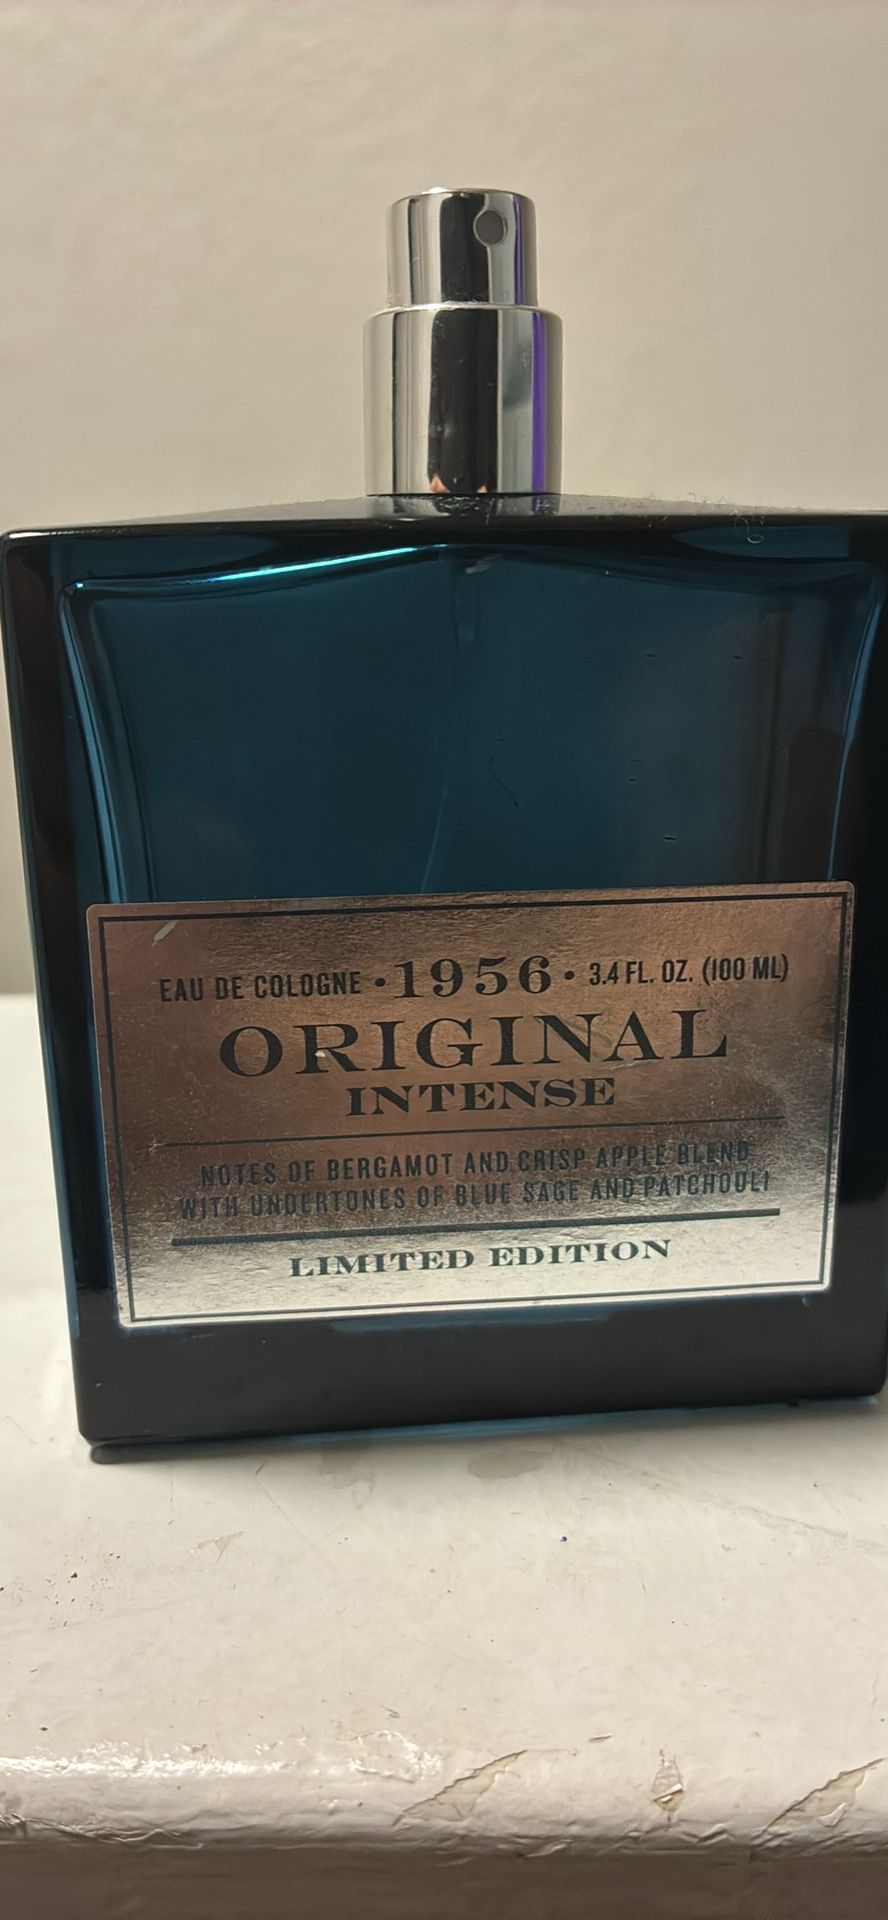 EAU DE COLOGNE • 1956 • 3.4 FL. OZ. (100 ML)
ORIGINAL
INTENSE
NOTES OF BERGAMOT AND CRISP APPLE BLEND
WITH UNDERTONES OF BLUE SAGE AND PATCHOULI
LIMITED EDITION